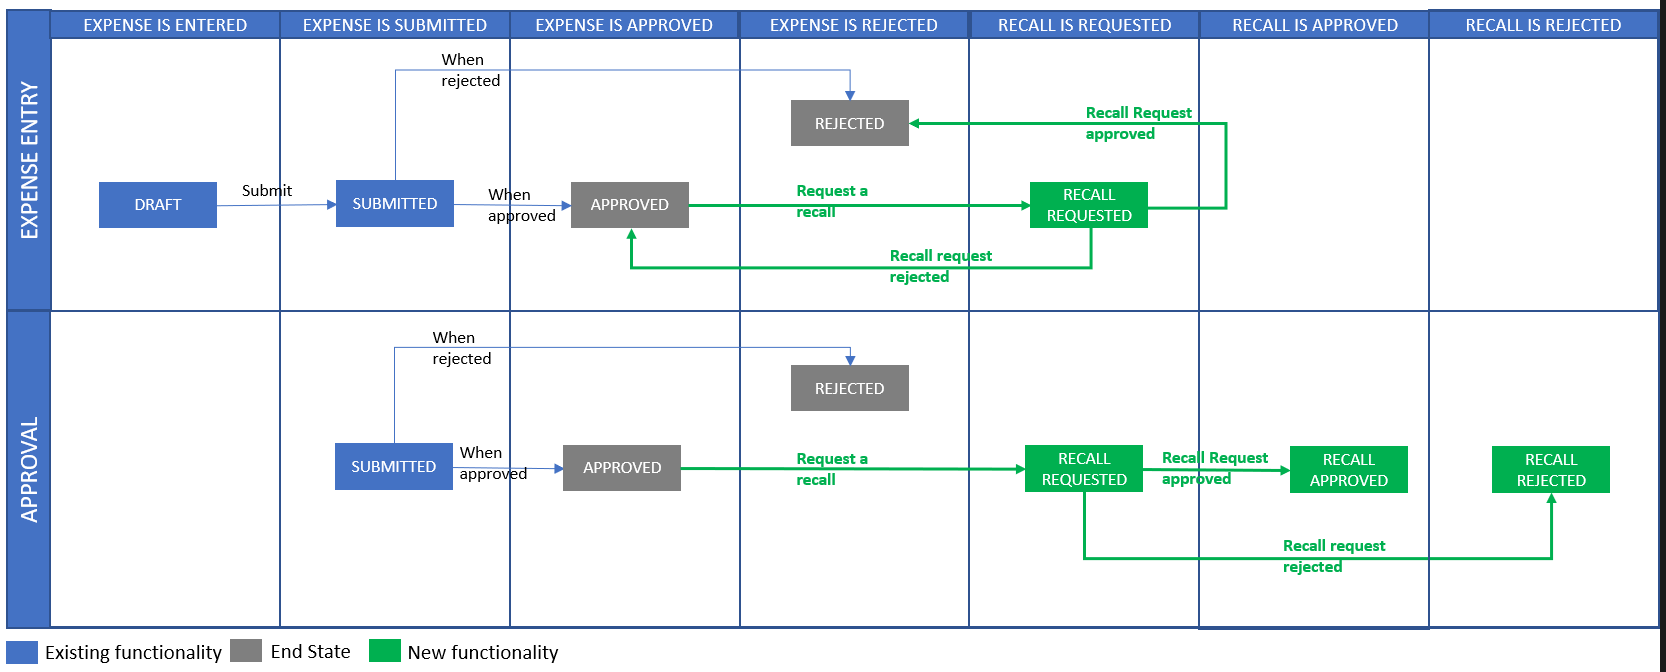 EXPENSE IS ENTERED
EXPENSE IS SUBMITTED
EXPENSE IS APPROVED
EXPENSE IS REJECTED
RECALL IS REQUESTED
RECALL IS APPROVED
RECALL IS REJECTED
EXPENSE ENTRY
When
rejected
REJECTED
Recall Request
approved
DRAFT
Submit
SUBMITTED
When
approved
APPROVED
Request a
recall
RECALL
REQUESTED
Recall request
rejected
APPROVAL
When
rejected
REJECTED
SUBMITTED
When
approved
APPROVED
Request a
recall
RECALL
REQUESTED
Recall Request
approved
RECALL
APPROVED
RECALL
REJECTED
Recall request
rejected
Existing functionality
End State
New functionality